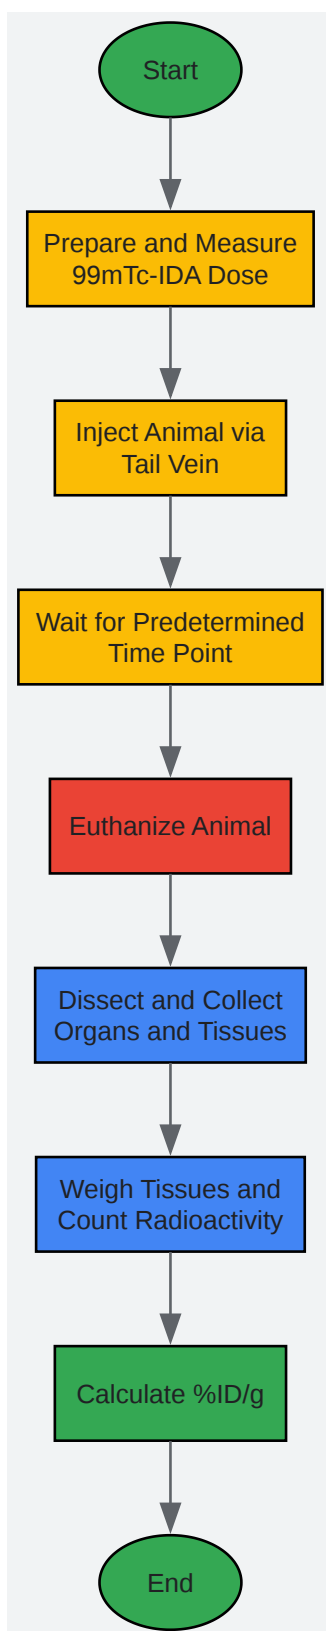 Start
Prepare and Measure
99mTc-IDA Dose
Inject Animal via
Tail Vein
Wait for Predetermined
Time Point
Euthanize Animal
Dissect and Collect
Organs and Tissues
Weigh Tissues and
Count Radioactivity
Calculate %ID/g
End